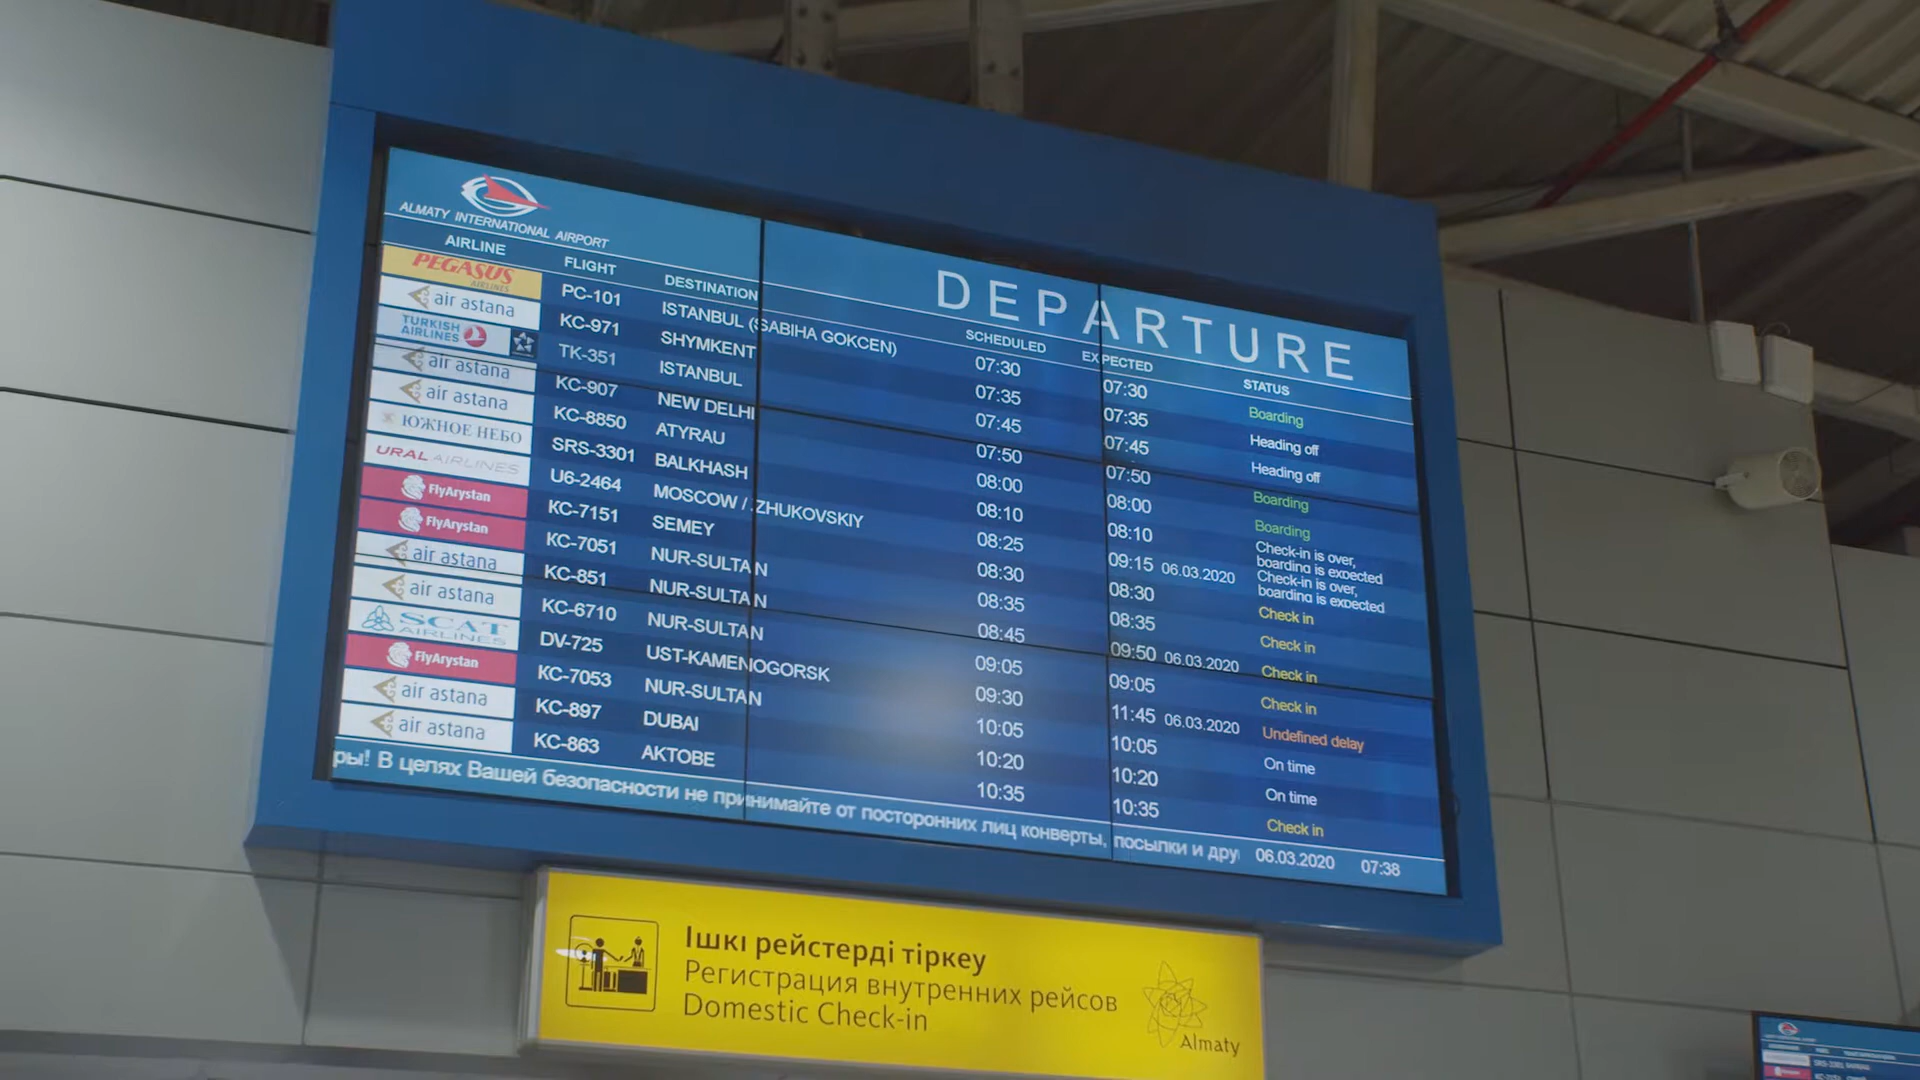 ALMATY INTERNATIONAL AIRPORT
DEPARTURE
AIRLINE FLIGHT DESTINATION SCHEDULED EXPECTED STATUS
PEGASUS AIRLINES PC-101 ISTANBUL (SABIHA GOKCEN) 07:30 07:30 Boarding
air astana KC-971 SHYMKENT 07:35 07:35 Heading off
TURKISH AIRLINES TK-351 ISTANBUL 07:45 07:45 Heading off
air astana KC-907 NEW DELHI 07:50 07:50 Boarding
air astana KC-8850 ATYRAU 08:00 08:00 Boarding
ЮЖНОЕ НЕБО SRS-3301 BALKHASH 08:10 08:10 Check-in is over, boarding is expected
URAL AIRLINES U6-2464 MOSCOW / ZHUKOVSKIY 08:25 09:15 06.03.2020 Check-in is over, boarding is expected
FlyArystan KC-7151 SEMEY 08:30 08:30 Check in
FlyArystan KC-7051 NUR-SULTAN 08:35 08:35 Check in
air astana KC-851 NUR-SULTAN 08:45 09:50 06.03.2020 Check in
air astana KC-6710 NUR-SULTAN 09:05 09:05 Check in
SCAT AIRLINES DV-725 UST-KAMENOGORSK 09:30 11:45 06.03.2020 Undefined delay
FlyArystan KC-7053 NUR-SULTAN 10:05 10:05 On time
air astana KC-897 DUBAI 10:20 10:20 On time
air astana KC-863 AKTOBE 10:35 10:35 Check in
ры! В целях Вашей безопасности не принимайте от посторонних лиц конверты, посылки и дру 06.03.2020 07:38
Ішкі рейстерді тіркеу
Регистрация внутренних рейсов
Domestic Check-in
Almaty